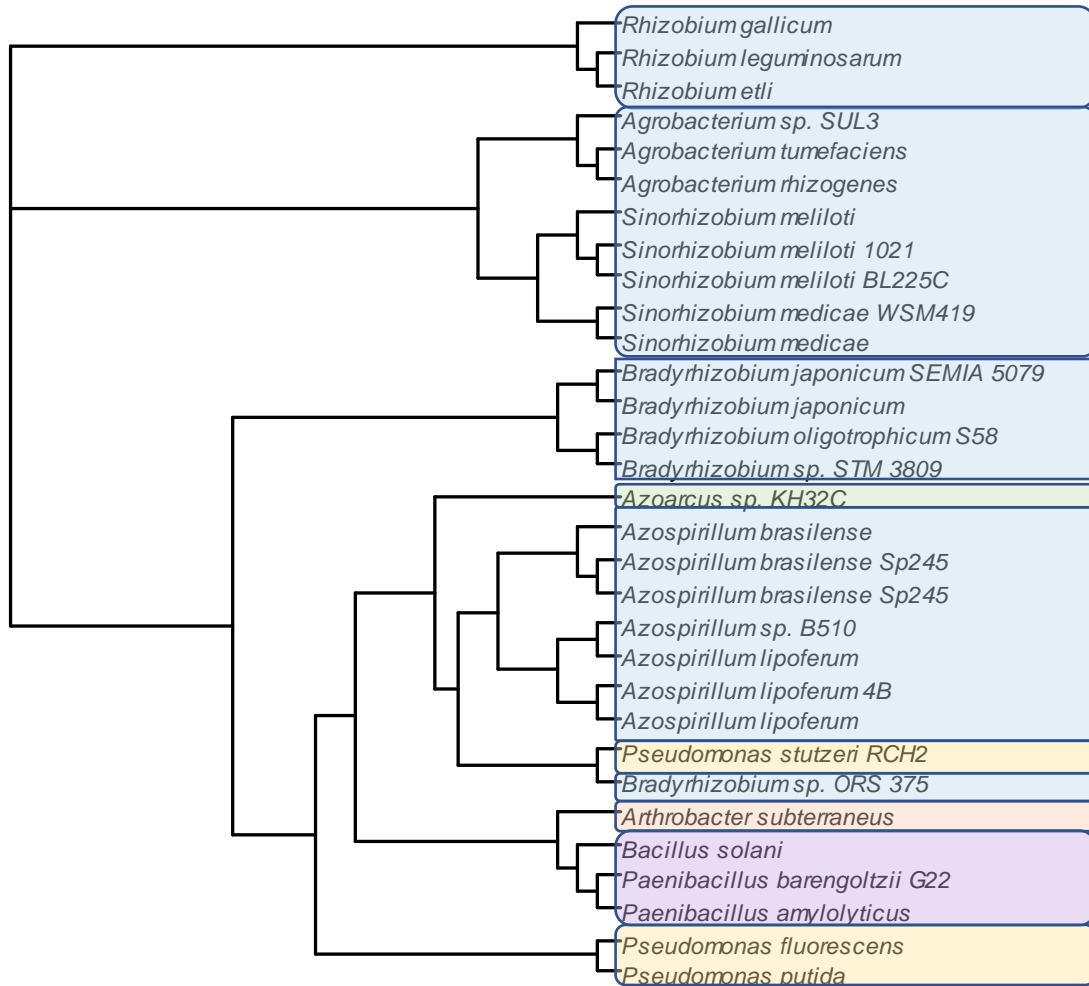 Rhizobium gallicum
Rhizobium leguminosarum
Rhizobium etli
Agrobacterium sp. SUL3
Agrobacterium tumefaciens
Agrobacterium rhizogenes
Sinorhizobium meliloti
Sinorhizobium meliloti 1021
Sinorhizobium meliloti BL225C
Sinorhizobium medicae WSM419
Sinorhizobium medicae
Bradyrhizobium japonicum SEMIA 5079
Bradyrhizobium japonicum
Bradyrhizobium oligotrophicum S58
Bradyrhizobium sp. STM 3809
Azoarcus sp. KH32C
Azospirillum brasilense
Azospirillum brasilense Sp245
Azospirillum brasilense Sp245
Azospirillum sp. B510
Azospirillum lipoferum
Azospirillum lipoferum 4B
Azospirillum lipoferum
Pseudomonas stutzeri RCH2
Bradyrhizobium sp. ORS 375
Arthrobacter subterraneus
Bacillus solani
Paenibacillus barengoltzii G22
Paenibacillus amylolyticus
Pseudomonas fluorescens
Pseudomonas putida